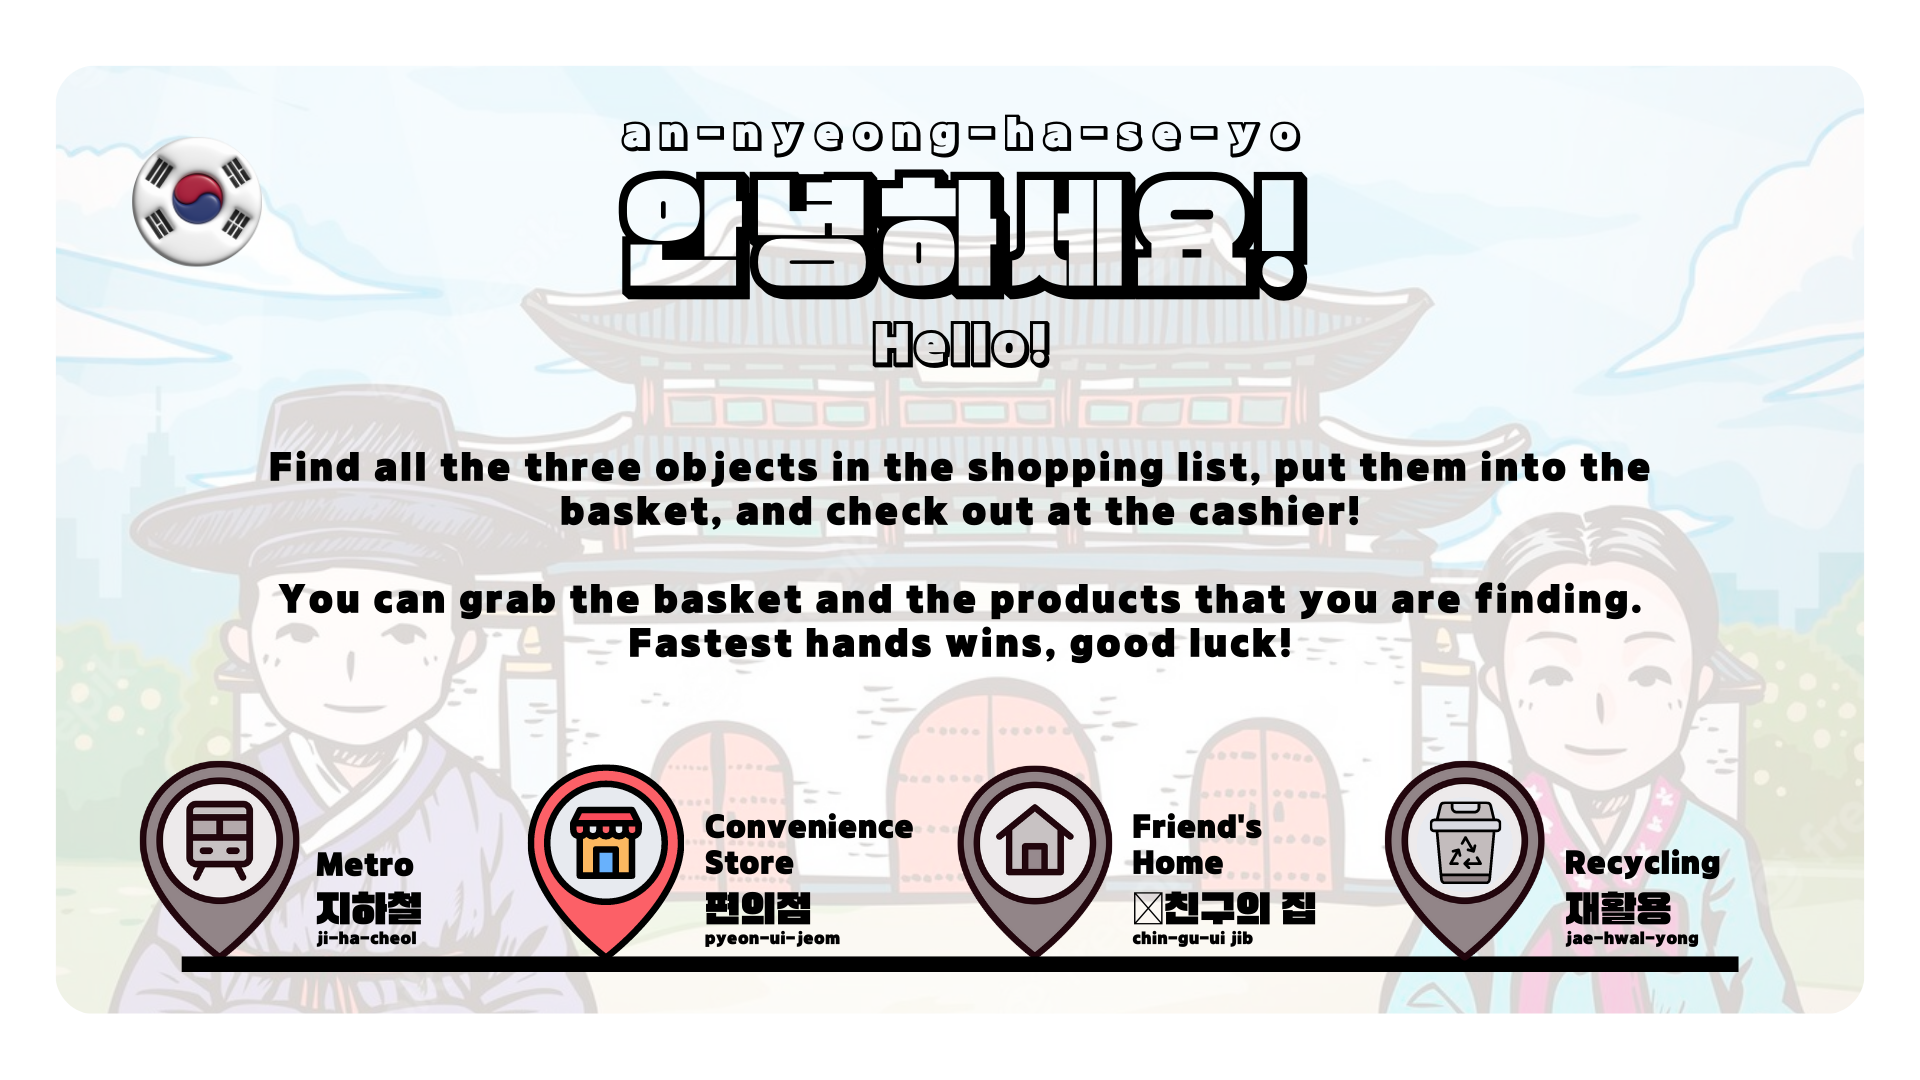 an-nyeong-ha-se-yo
안녕하세요!
Hello!
Find all the three objects in the shopping list, put them into the
basket, and check out at the cashier!
You can grab the basket and the products that you are finding.
Fastest hands wins, good luck!
Metro
지하철
ji-ha-cheol
Convenience
Store
편의점
pyeon-ui-jeom
Friend's
Home
친구의 집
chin-gu-ui jib
Recycling
재활용
jae-hwal-yong